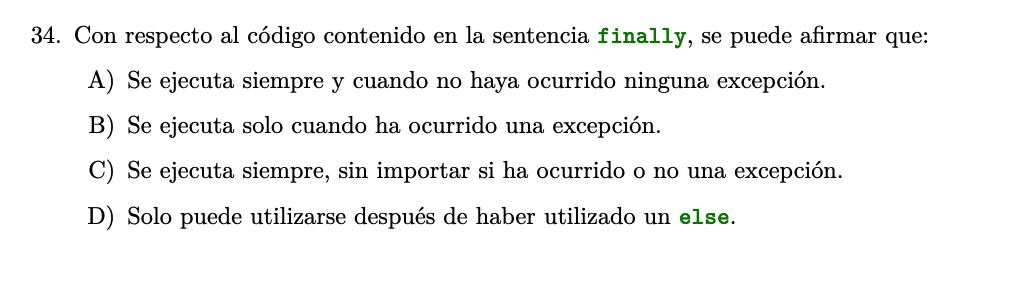 34. Con respecto al código contenido en la sentencia finally, se puede afirmar que:
A) Se ejecuta siempre y cuando no haya ocurrido ninguna excepción.
B) Se ejecuta solo cuando ha ocurrido una excepción.
C) Se ejecuta siempre, sin importar si ha ocurrido o no una excepción.
D) Solo puede utilizarse después de haber utilizado un else.